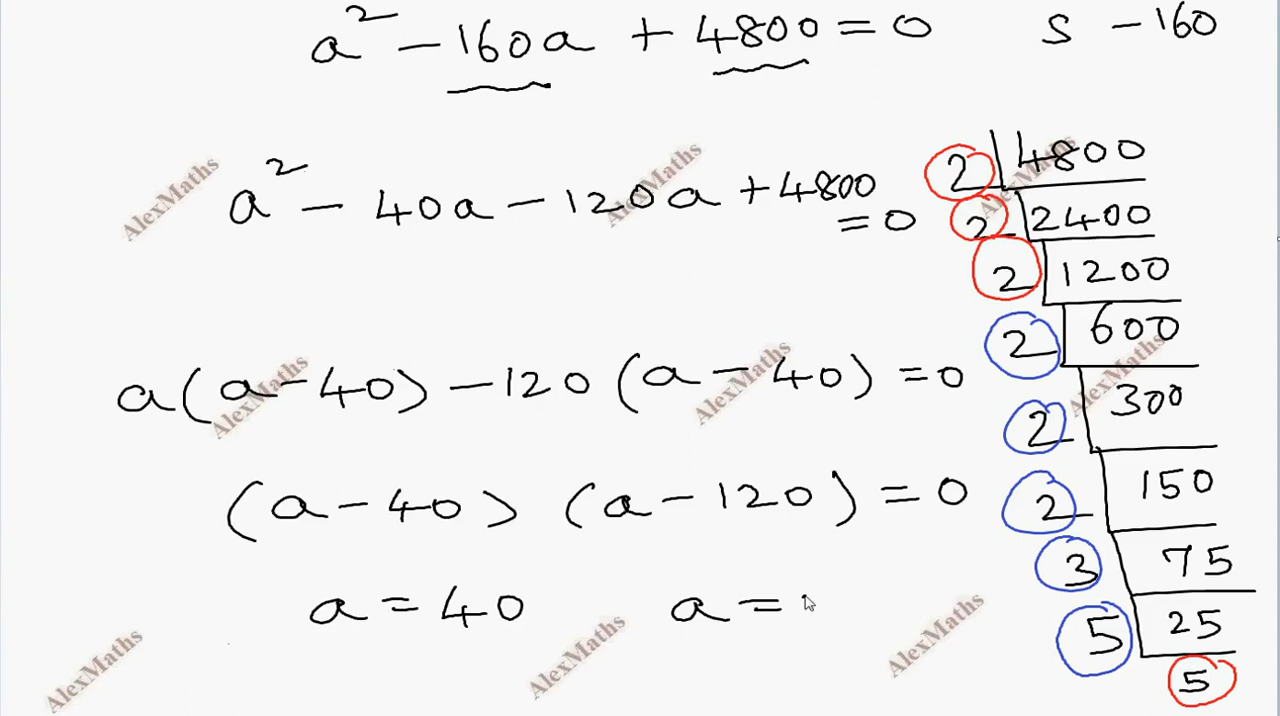 a² - 160a + 4800 = 0 S - 160
a² - 40a - 120a + 4800
= 0
a(a - 40) - 120(a - 40) = 0
(a - 40) (a - 120) = 0
a = 40 a =
2 4800
2 2400
2 1200
2 600
2 300
2 150
3 75
5 25
5
AlexMaths
AlexMaths
AlexMaths
AlexMaths
AlexMaths
AlexMaths
AlexMaths
AlexMaths
AlexMaths